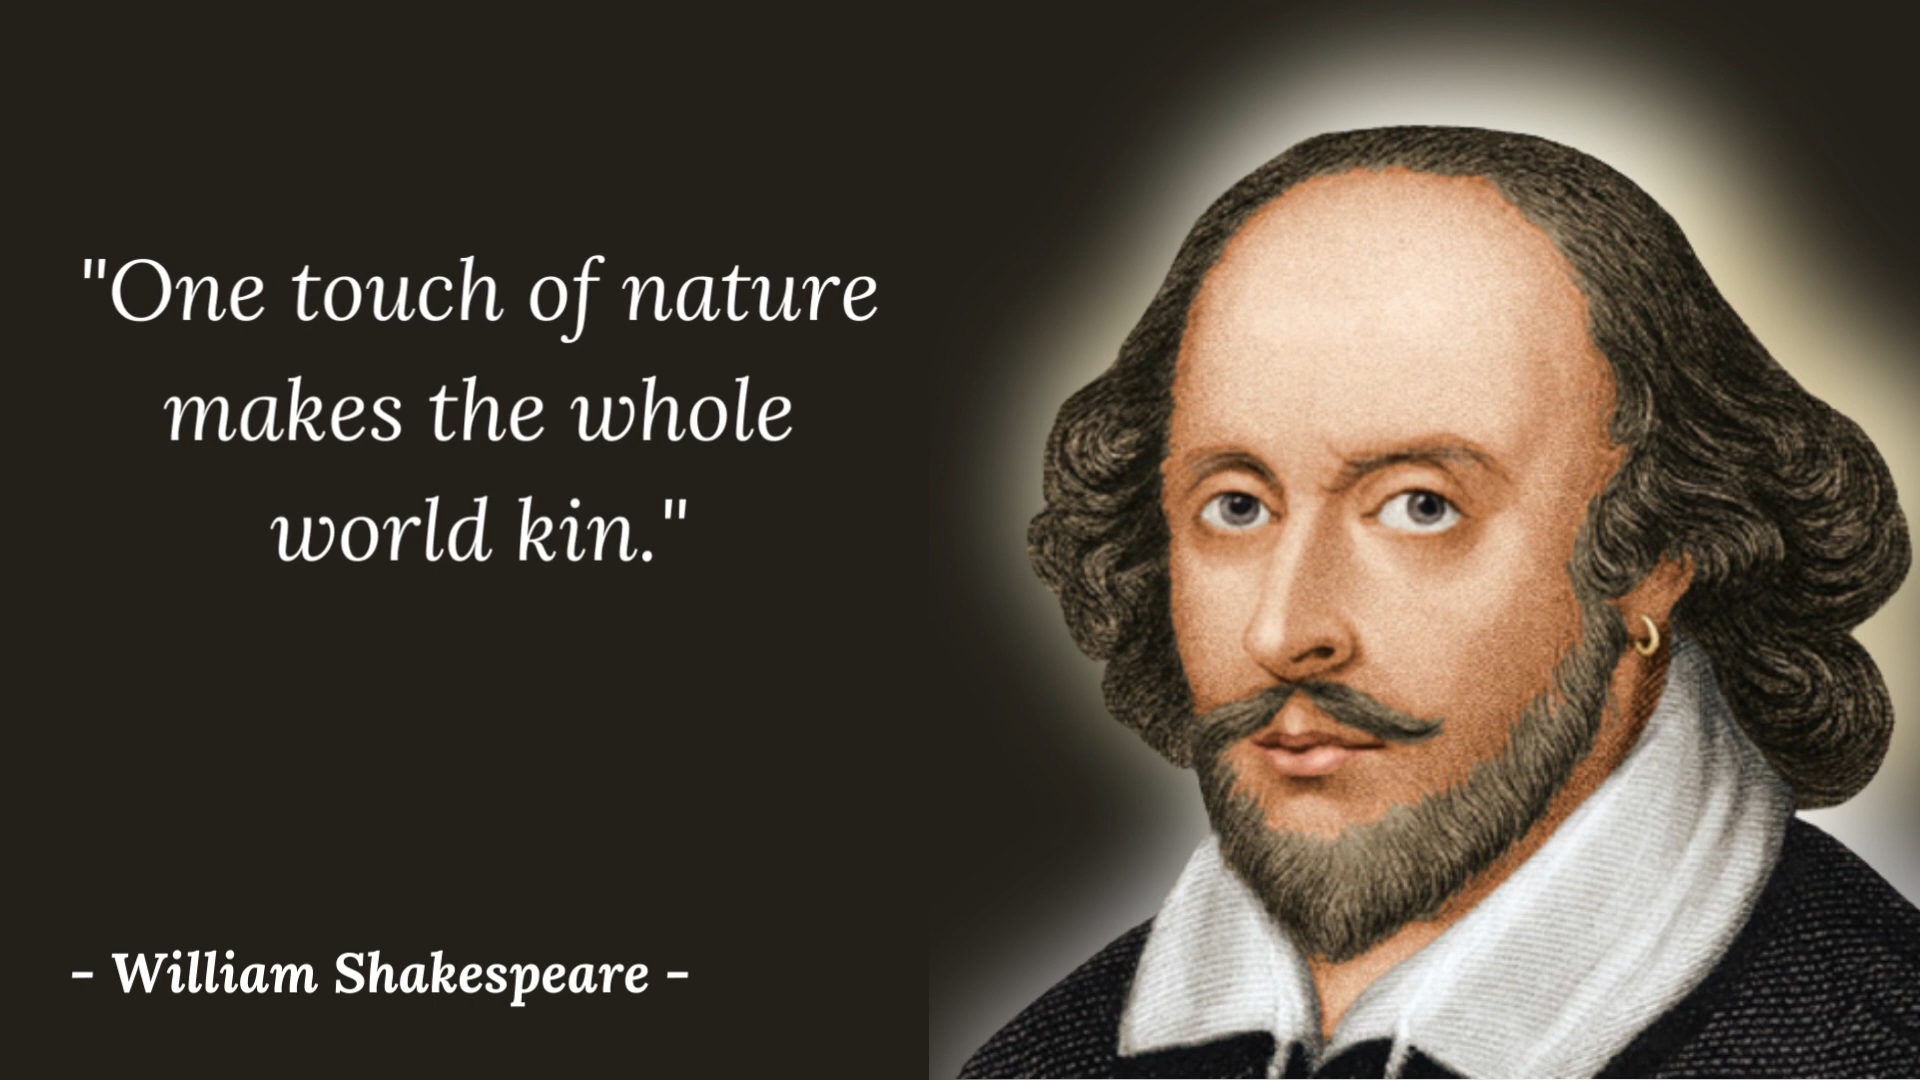 "One touch of nature
makes the whole
world kin."
- William Shakespeare -